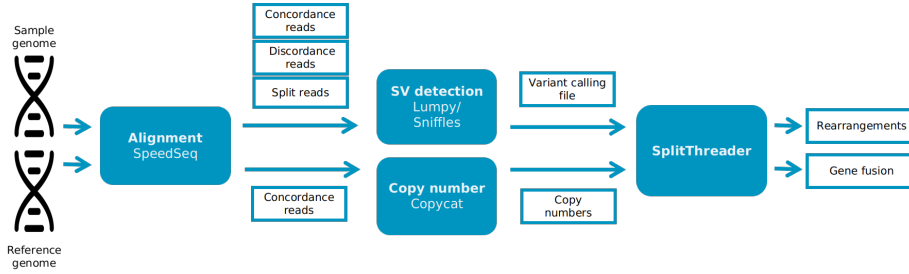 Sample
genome
Reference
genome
Alignment
SpeedSeq
Concordance
reads
Discordance
reads
Split reads
Concordance
reads
SV detection
Lumpy/
Sniffles
Copy number
Copycat
Variant calling
file
Copy
numbers
SplitThreader
Rearrangements
Gene fusion